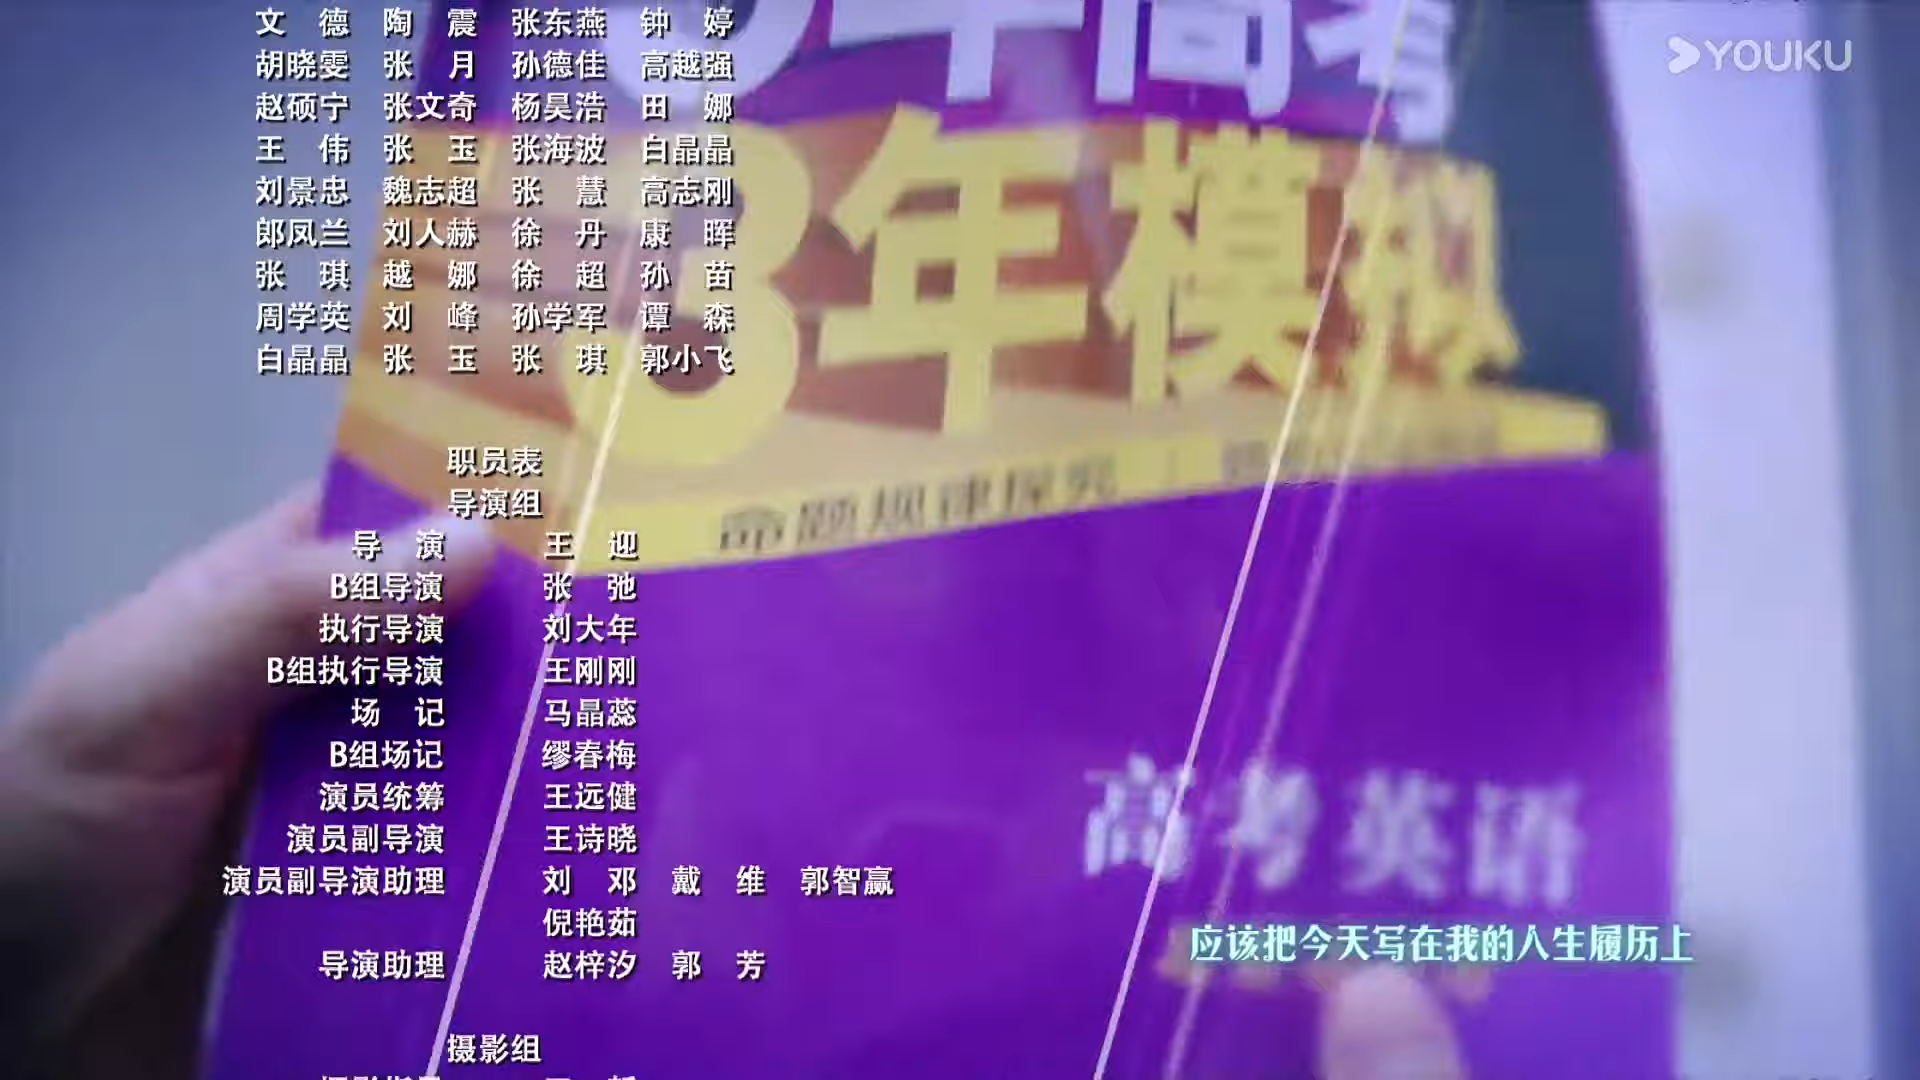 文　德　陶　震　张东燕　钟　婷
胡晓雯　张　月　孙德佳　高越强
赵硕宁　张文奇　杨昊浩　田　娜
王　伟　张　玉　张海波　白晶晶
刘景忠　魏志超　张　慧　高志刚
郎凤兰　刘人赫　徐　丹　康　晖
张　琪　越　娜　徐　超　孙　苗
周学英　刘　峰　孙学军　谭　森
白晶晶　张　玉　张　琪　郭小飞
职员表
导演组
导　演　王　迎
B组导演　张　弛
执行导演　刘大年
B组执行导演　王刚刚
场　记　马晶蕊
B组场记　缪春梅
演员统筹　王远健
演员副导演　王诗晓
演员副导演助理　刘　邓　戴　维　郭智赢
倪艳茹
导演助理　赵梓汐　郭　芳
摄影组
YOUKU
年高考
3年模拟
命题规律探究
高考英语
应该把今天写在我的人生履历上